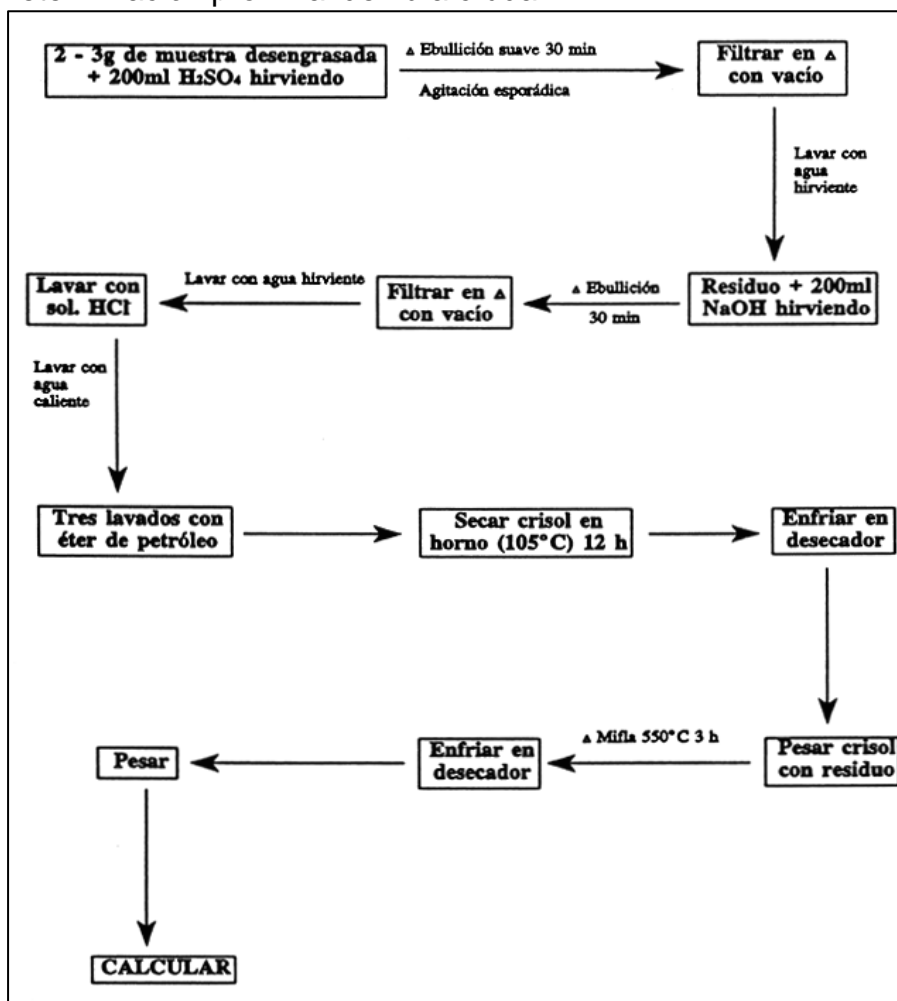 2 - 3g de muestra desengrasada
+ 200ml H₂SO₄ hirviendo
▵ Ebullición suave 30 min
Agitación esporádica
Filtrar en ▵
con vacío
Lavar con
agua
hirviente
Residuo + 200ml
NaOH hirviendo
▵ Ebullición
30 min
Filtrar en ▵
con vacío
Lavar con agua hirviente
Lavar con
sol. HCl
Lavar con
agua
caliente
Tres lavados con
éter de petróleo
Secar crisol en
horno (105°C) 12 h
Enfriar en
desecador
Pesar crisol
con residuo
▵ Mifla 550°C 3 h
Enfriar en
desecador
Pesar
CALCULAR